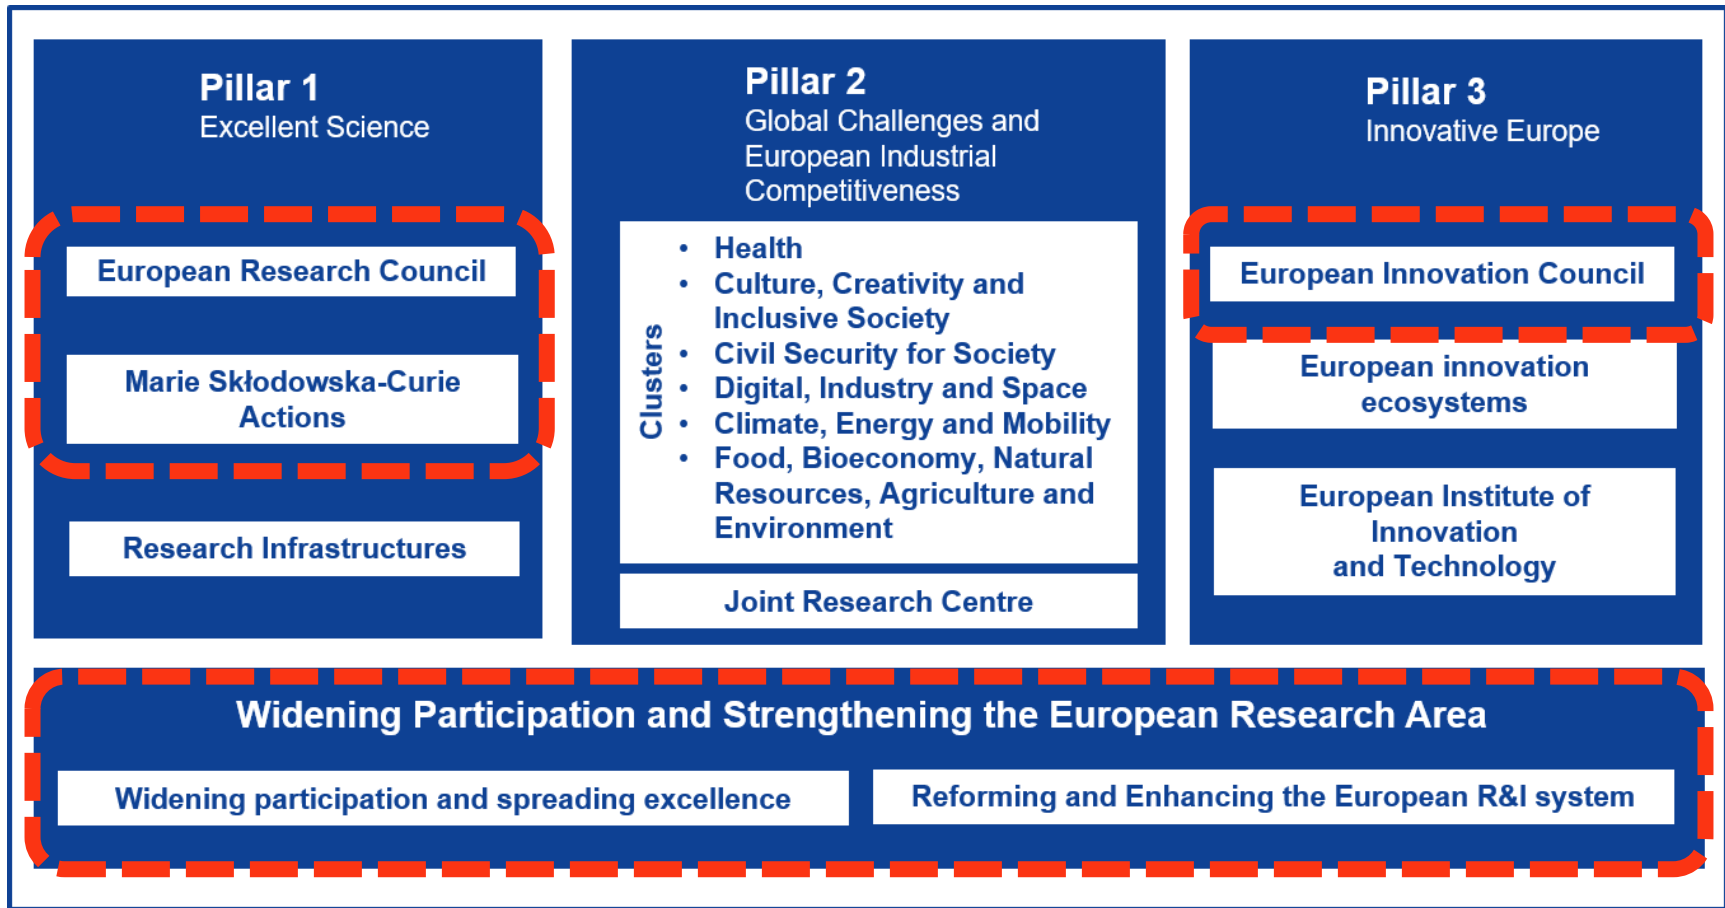 Pillar 1
Excellent Science
European Research Council
Marie Skłodowska-Curie
Actions
Research Infrastructures
Pillar 2
Global Challenges and
European Industrial
Competitiveness
Clusters
• Health
• Culture, Creativity and
Inclusive Society
• Civil Security for Society
• Digital, Industry and Space
• Climate, Energy and Mobility
• Food, Bioeconomy, Natural
Resources, Agriculture and
Environment
Joint Research Centre
Pillar 3
Innovative Europe
European Innovation Council
European innovation
ecosystems
European Institute of
Innovation
and Technology
Widening Participation and Strengthening the European Research Area
Widening participation and spreading excellence
Reforming and Enhancing the European R&I system